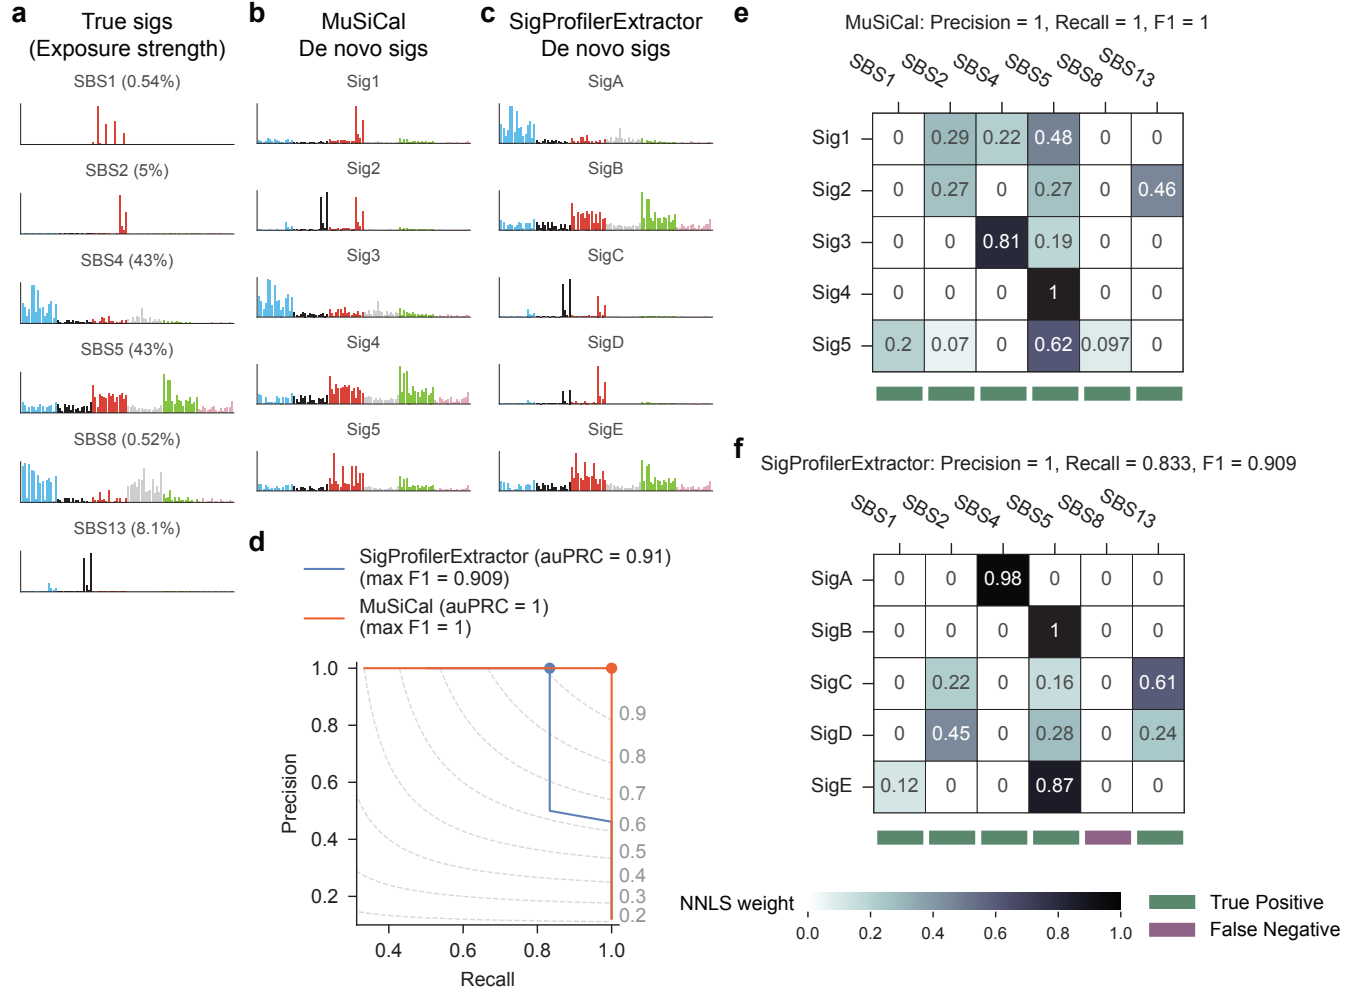 a
True sigs
(Exposure strength)
SBS1 (0.54%)
SBS2 (5%)
SBS4 (43%)
SBS5 (43%)
SBS8 (0.52%)
SBS13 (8.1%)
b
MuSiCal
De novo sigs
Sig1
Sig2
Sig3
Sig4
Sig5
c
SigProfilerExtractor
De novo sigs
SigA
SigB
SigC
SigD
SigE
d
SigProfilerExtractor (auPRC = 0.91)
(max F1 = 0.909)
MuSiCal (auPRC = 1)
(max F1 = 1)
Precision
1.0
0.8
0.6
0.4
0.2
0.9
0.8
0.7
0.6
0.5
0.4
0.3
0.2
0.4 0.6 0.8 1.0
Recall
e
MuSiCal: Precision = 1, Recall = 1, F1 = 1
SBS1 SBS2 SBS4 SBS5 SBS8 SBS13
Sig1 0 0.29 0.22 0.48 0 0
Sig2 0 0.27 0 0.27 0 0.46
Sig3 0 0 0.81 0.19 0 0
Sig4 0 0 0 1 0 0
Sig5 0.2 0.07 0 0.62 0.097 0
f
SigProfilerExtractor: Precision = 1, Recall = 0.833, F1 = 0.909
SBS1 SBS2 SBS4 SBS5 SBS8 SBS13
SigA 0 0 0.98 0 0 0
SigB 0 0 0 1 0 0
SigC 0 0.22 0 0.16 0 0.61
SigD 0 0.45 0 0.28 0 0.24
SigE 0.12 0 0 0.87 0 0
NNLS weight
0.0 0.2 0.4 0.6 0.8 1.0
True Positive
False Negative